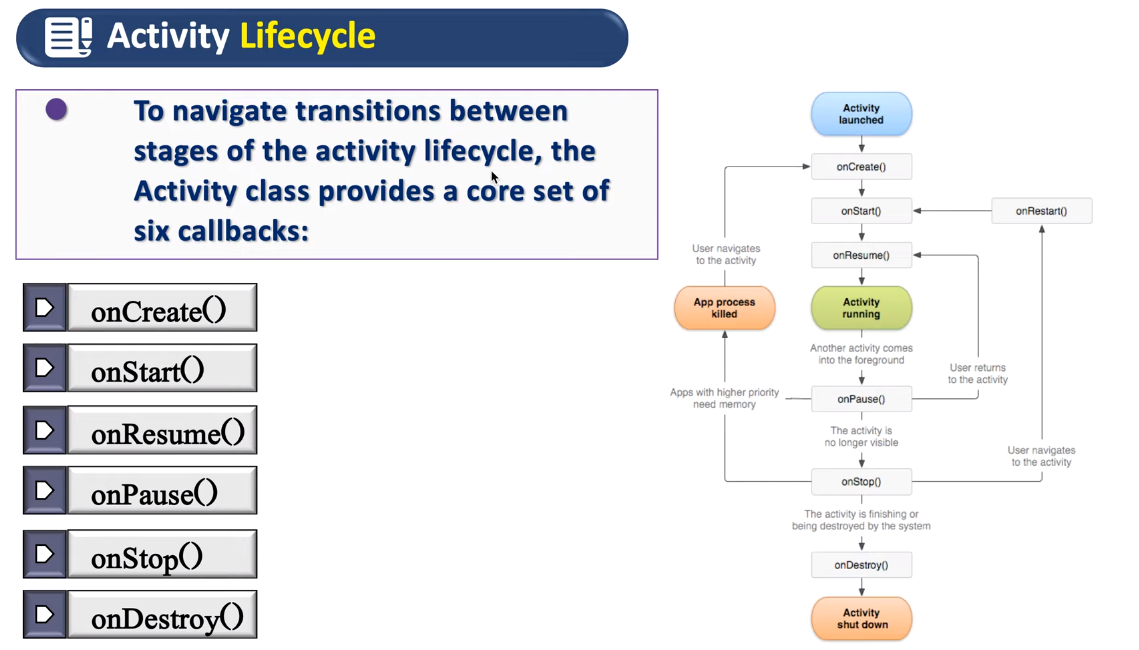 Activity Lifecycle
To navigate transitions between
stages of the activity lifecycle, the
Activity class provides a core set of
six callbacks:
onCreate()
onStart()
onResume()
onPause()
onStop()
onDestroy()
Activity
launched
onCreate()
onStart()
onRestart()
onResume()
User navigates
to the activity
App process
killed
Activity
running
Another activity comes
into the foreground
User returns
to the activity
Apps with higher priority
need memory
onPause()
The activity is
no longer visible
User navigates
to the activity
onStop()
The activity is finishing or
being destroyed by the system
onDestroy()
Activity
shut down